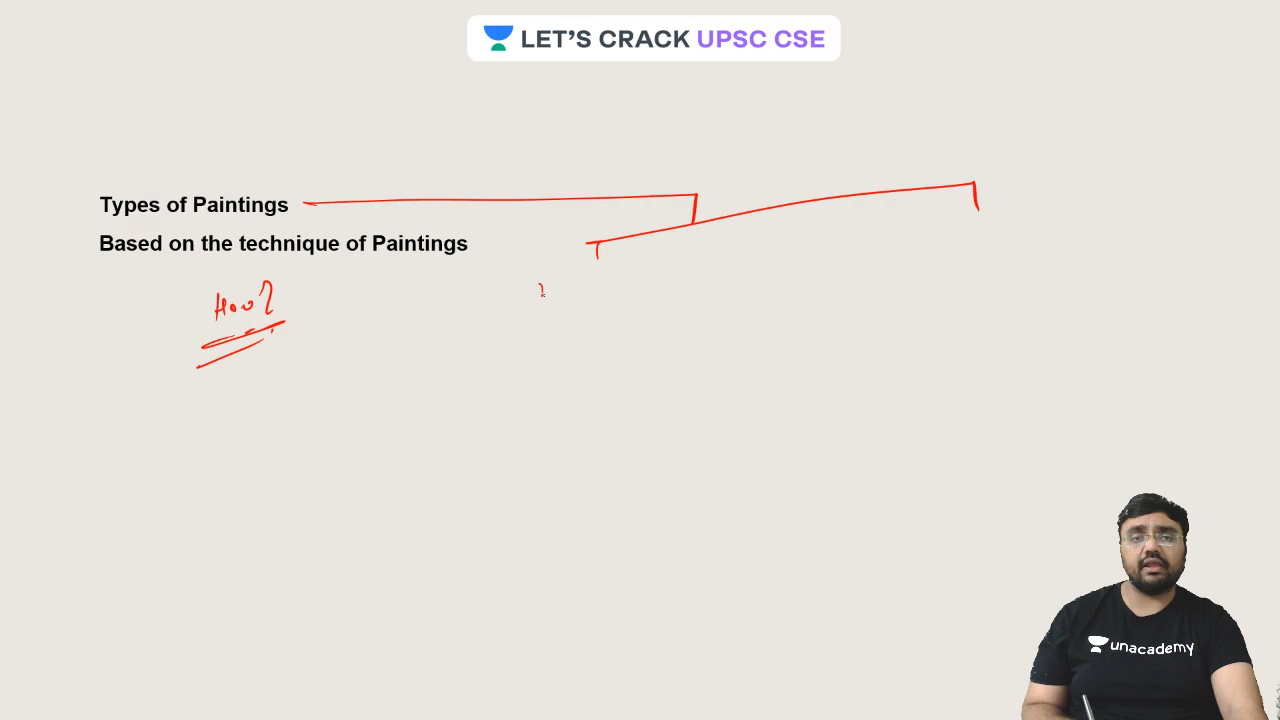 LET'S CRACK UPSC CSE
Types of Paintings
Based on the technique of Paintings
How?
unacademy